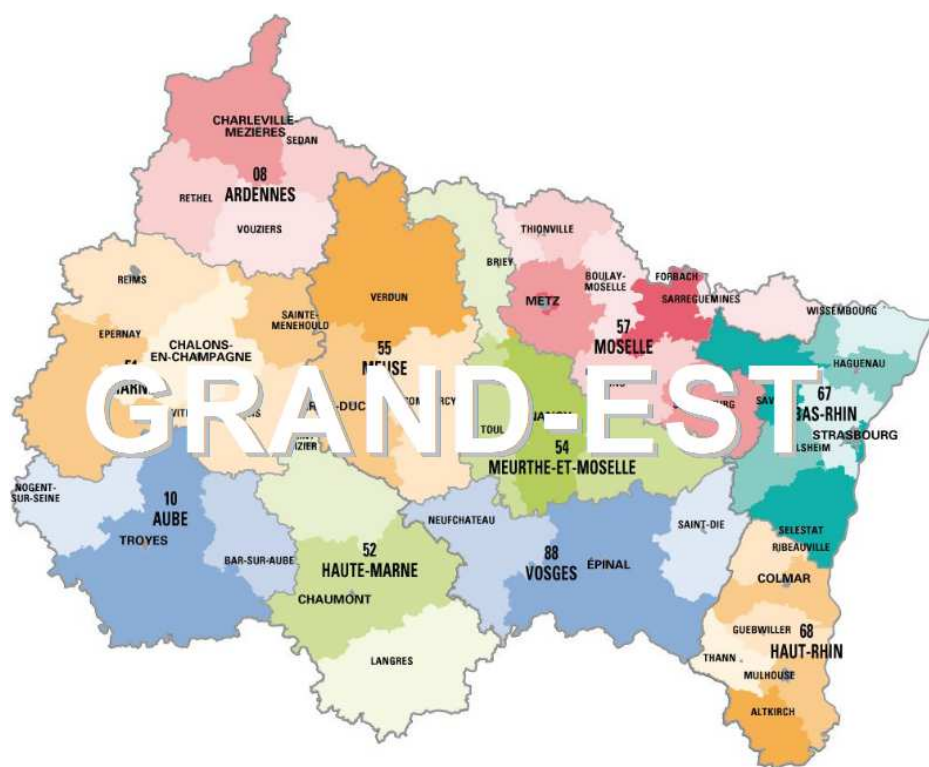 CHARLEVILLE-
MEZIERES
SEDAN
08
ARDENNES
RETHEL
VOUZIERS
REIMS
EPERNAY
SAINTE-
MENEHOULD
CHALONS-
EN-CHAMPAGNE
VERDUN
55
MEUSE
BRIEY
THIONVILLE
METZ
BOULAY-
MOSELLE
FORBACH
SARREGUEMINES
57
MOSELLE
WISSEMBOURG
HAGUENAU
67
BAS-RHIN
STRASBOURG
GRAND-EST
TOUL
54
MEURTHE-ET-MOSELLE
NOGENT-
SUR-SEINE
10
AUBE
TROYES
BAR-SUR-AUBE
52
HAUTE-MARNE
CHAUMONT
LANGRES
NEUFCHATEAU
88
VOSGES
ÉPINAL
SAINT-DIE
SELESTAT
RIBEAUVILLE
COLMAR
GUEBWILLER
68
HAUT-RHIN
THANN
MULHOUSE
ALTKIRCH